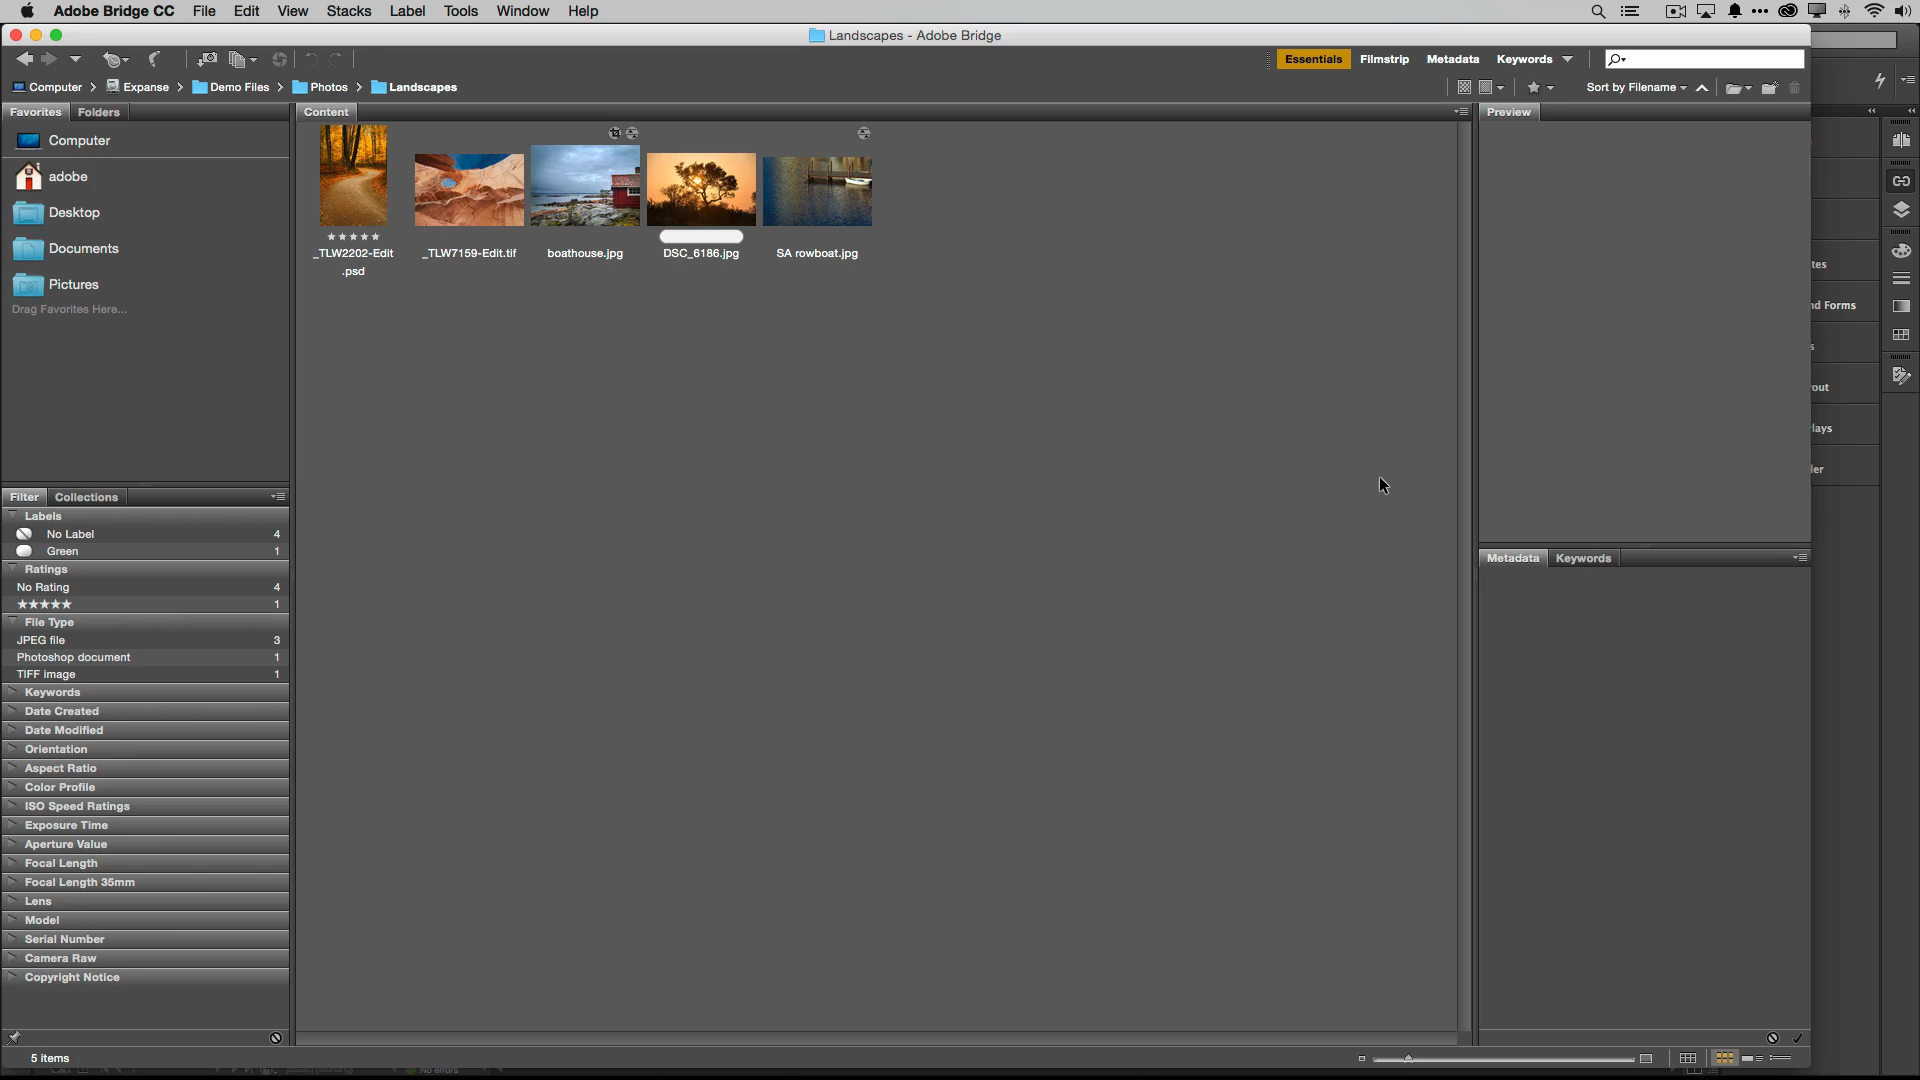 Adobe Bridge CC File Edit View Stacks Label Tools Window Help
Landscapes - Adobe Bridge
Essentials Filmstrip Metadata Keywords
Computer Expanse Demo Files Photos Landscapes
Sort by Filename
Favorites Folders
Content
Preview
Computer
adobe
Desktop
Documents
Pictures
Drag Favorites Here...
_TLW2202-Edit
.psd
_TLW7159-Edit.tif
boathouse.jpg
DSC_6186.jpg
SA rowboat.jpg
Filter Collections
Labels
No Label 4
Green 1
Ratings
No Rating 4
★★★★★ 1
File Type
JPEG file 3
Photoshop document 1
TIFF image 1
Keywords
Date Created
Date Modified
Orientation
Aspect Ratio
Color Profile
ISO Speed Ratings
Exposure Time
Aperture Value
Focal Length
Focal Length 35mm
Lens
Model
Serial Number
Camera Raw
Copyright Notice
Metadata Keywords
tes
nd Forms
s
out
lays
ler
5 items
No errors